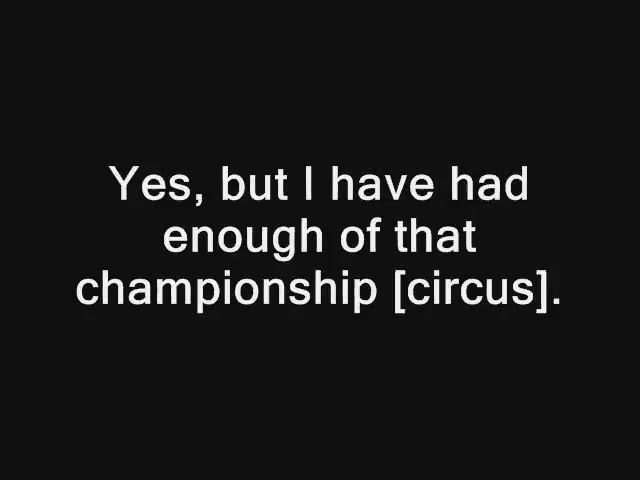 Yes, but I have had
enough of that
championship [circus].